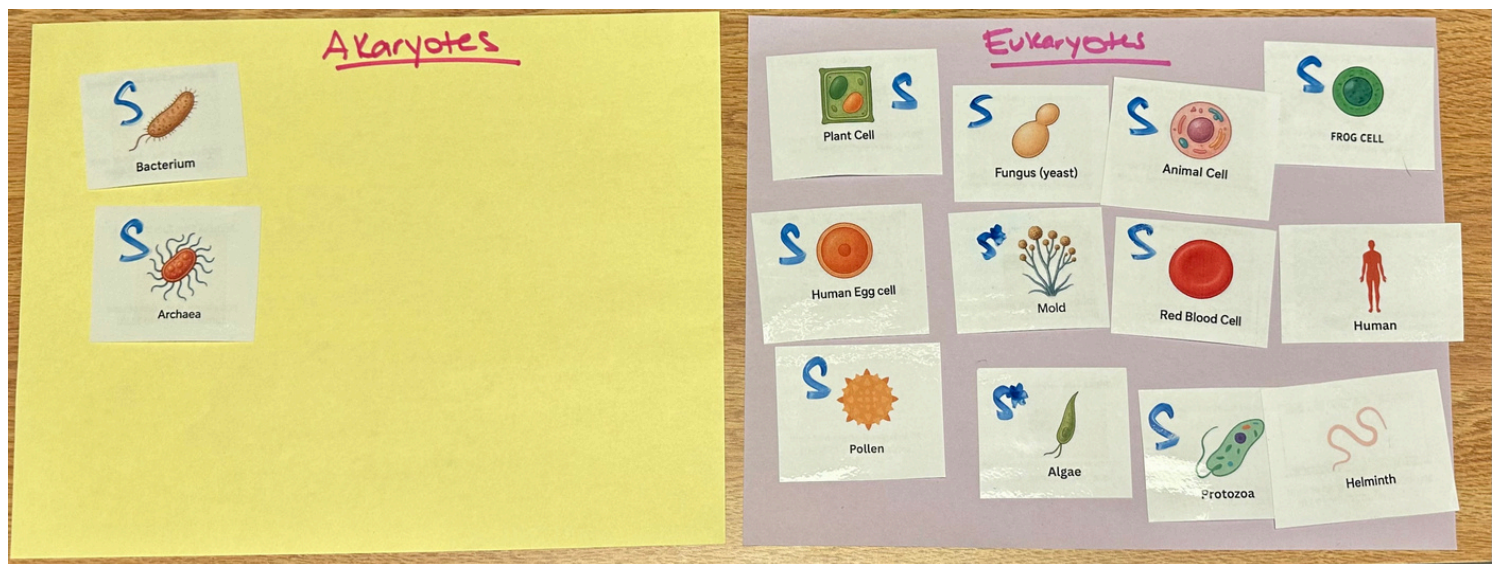 Akaryotes
S
Bacterium
S
Archaea
Eukaryotes
S
Plant Cell
S
Fungus (yeast)
S
Animal Cell
S
FROG CELL
S
Human Egg cell
S*
Mold
S
Red Blood Cell
Human
S
Pollen
S*
Algae
S
Protozoa
Helminth